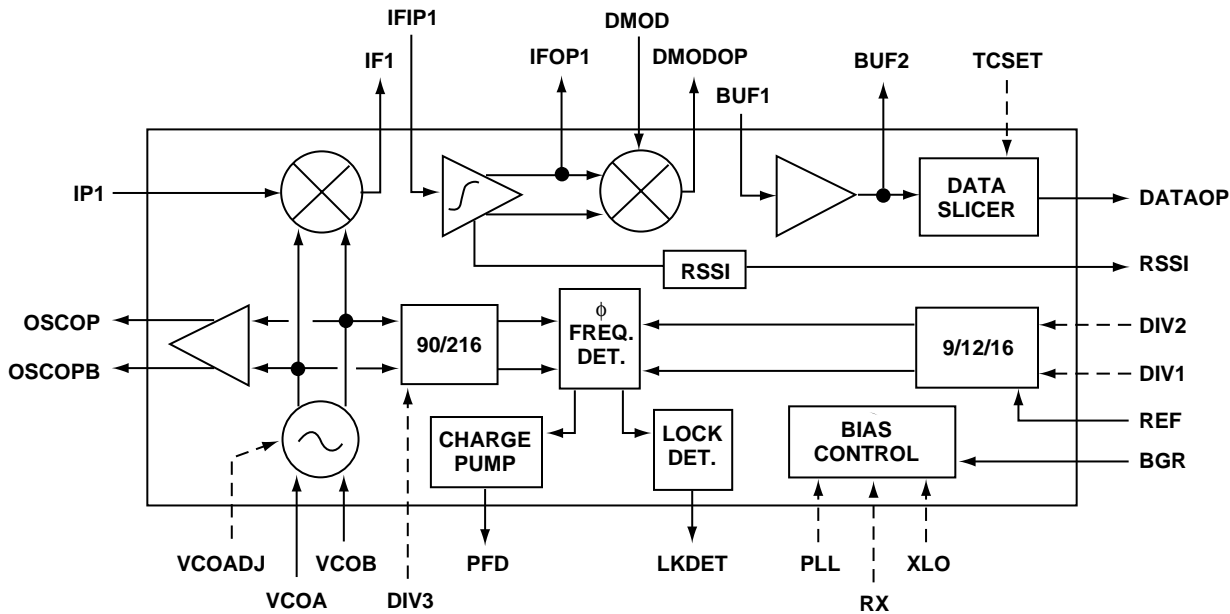 IFIP1
DMOD
IF1
IFOP1
DMODOP
BUF2
TCSET
BUF1
IP1
DATA
SLICER
DATAOP
RSSI
RSSI
OSCOP
OSCOPB
90/216
ϕ
FREQ.
DET.
9/12/16
DIV2
DIV1
REF
CHARGE
PUMP
LOCK
DET.
BIAS
CONTROL
BGR
VCOADJ
VCOB
PFD
LKDET
PLL
XLO
VCOA
DIV3
RX